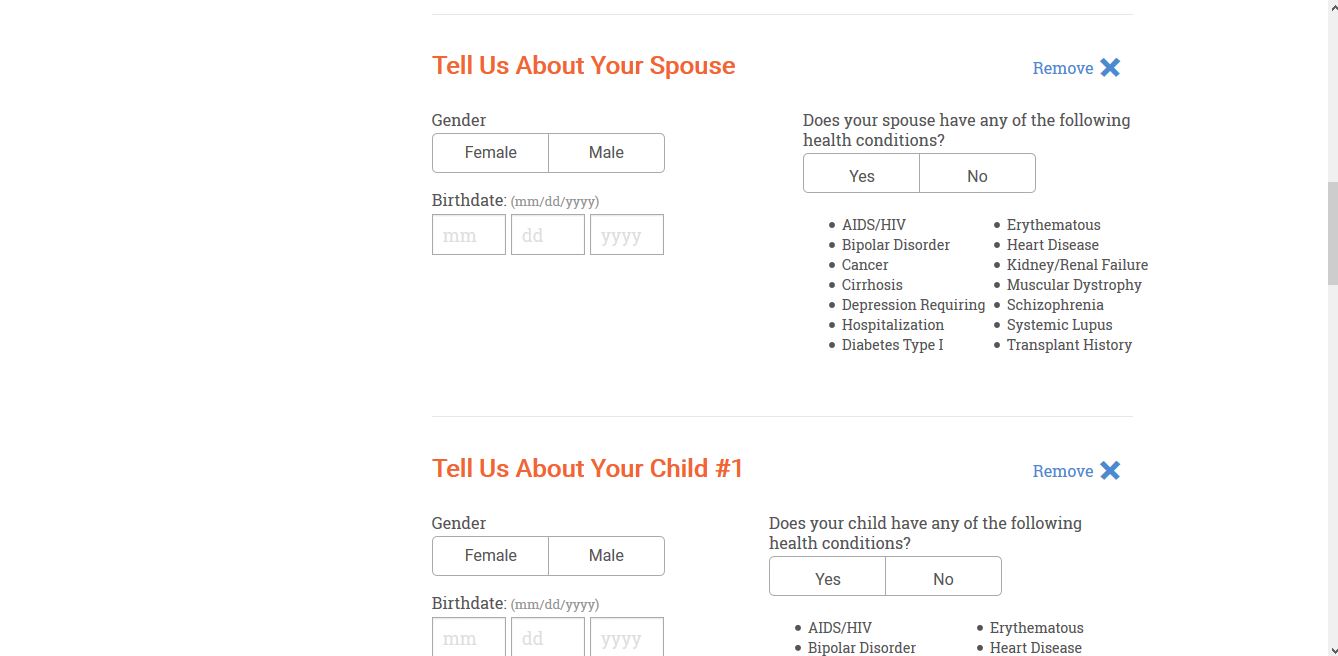 Tell Us About Your Spouse
Remove
Gender
Female Male
Birthdate: (mm/dd/yyyy)
mm dd yyyy
Does your spouse have any of the following
health conditions?
Yes No
AIDS/HIV
Bipolar Disorder
Cancer
Cirrhosis
Depression Requiring
Hospitalization
Diabetes Type I
Erythematous
Heart Disease
Kidney/Renal Failure
Muscular Dystrophy
Schizophrenia
Systemic Lupus
Transplant History
Tell Us About Your Child #1
Remove
Gender
Female Male
Birthdate: (mm/dd/yyyy)
mm dd yyyy
Does your child have any of the following
health conditions?
Yes No
AIDS/HIV
Bipolar Disorder
Erythematous
Heart Disease